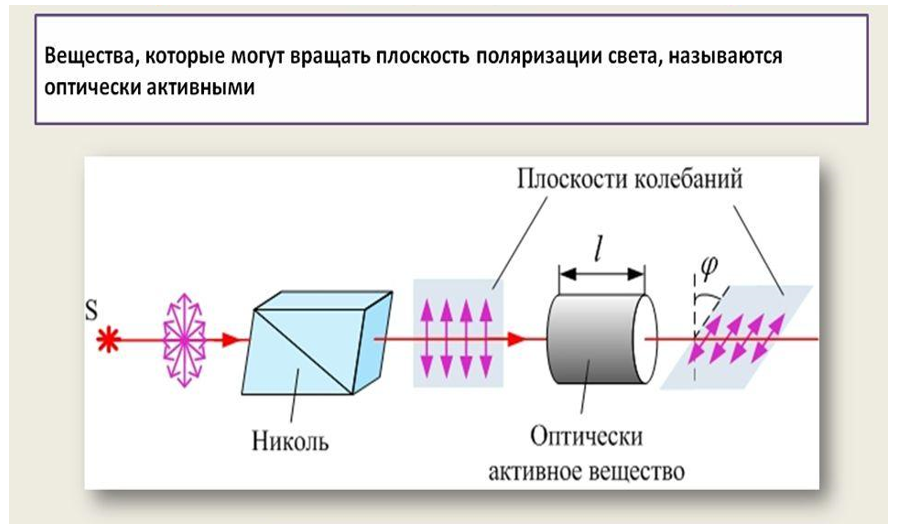 Вещества, которые могут вращать плоскость поляризации света, называются
оптически активными
Плоскости колебаний
l
φ
S
Николь
Оптически
активное вещество